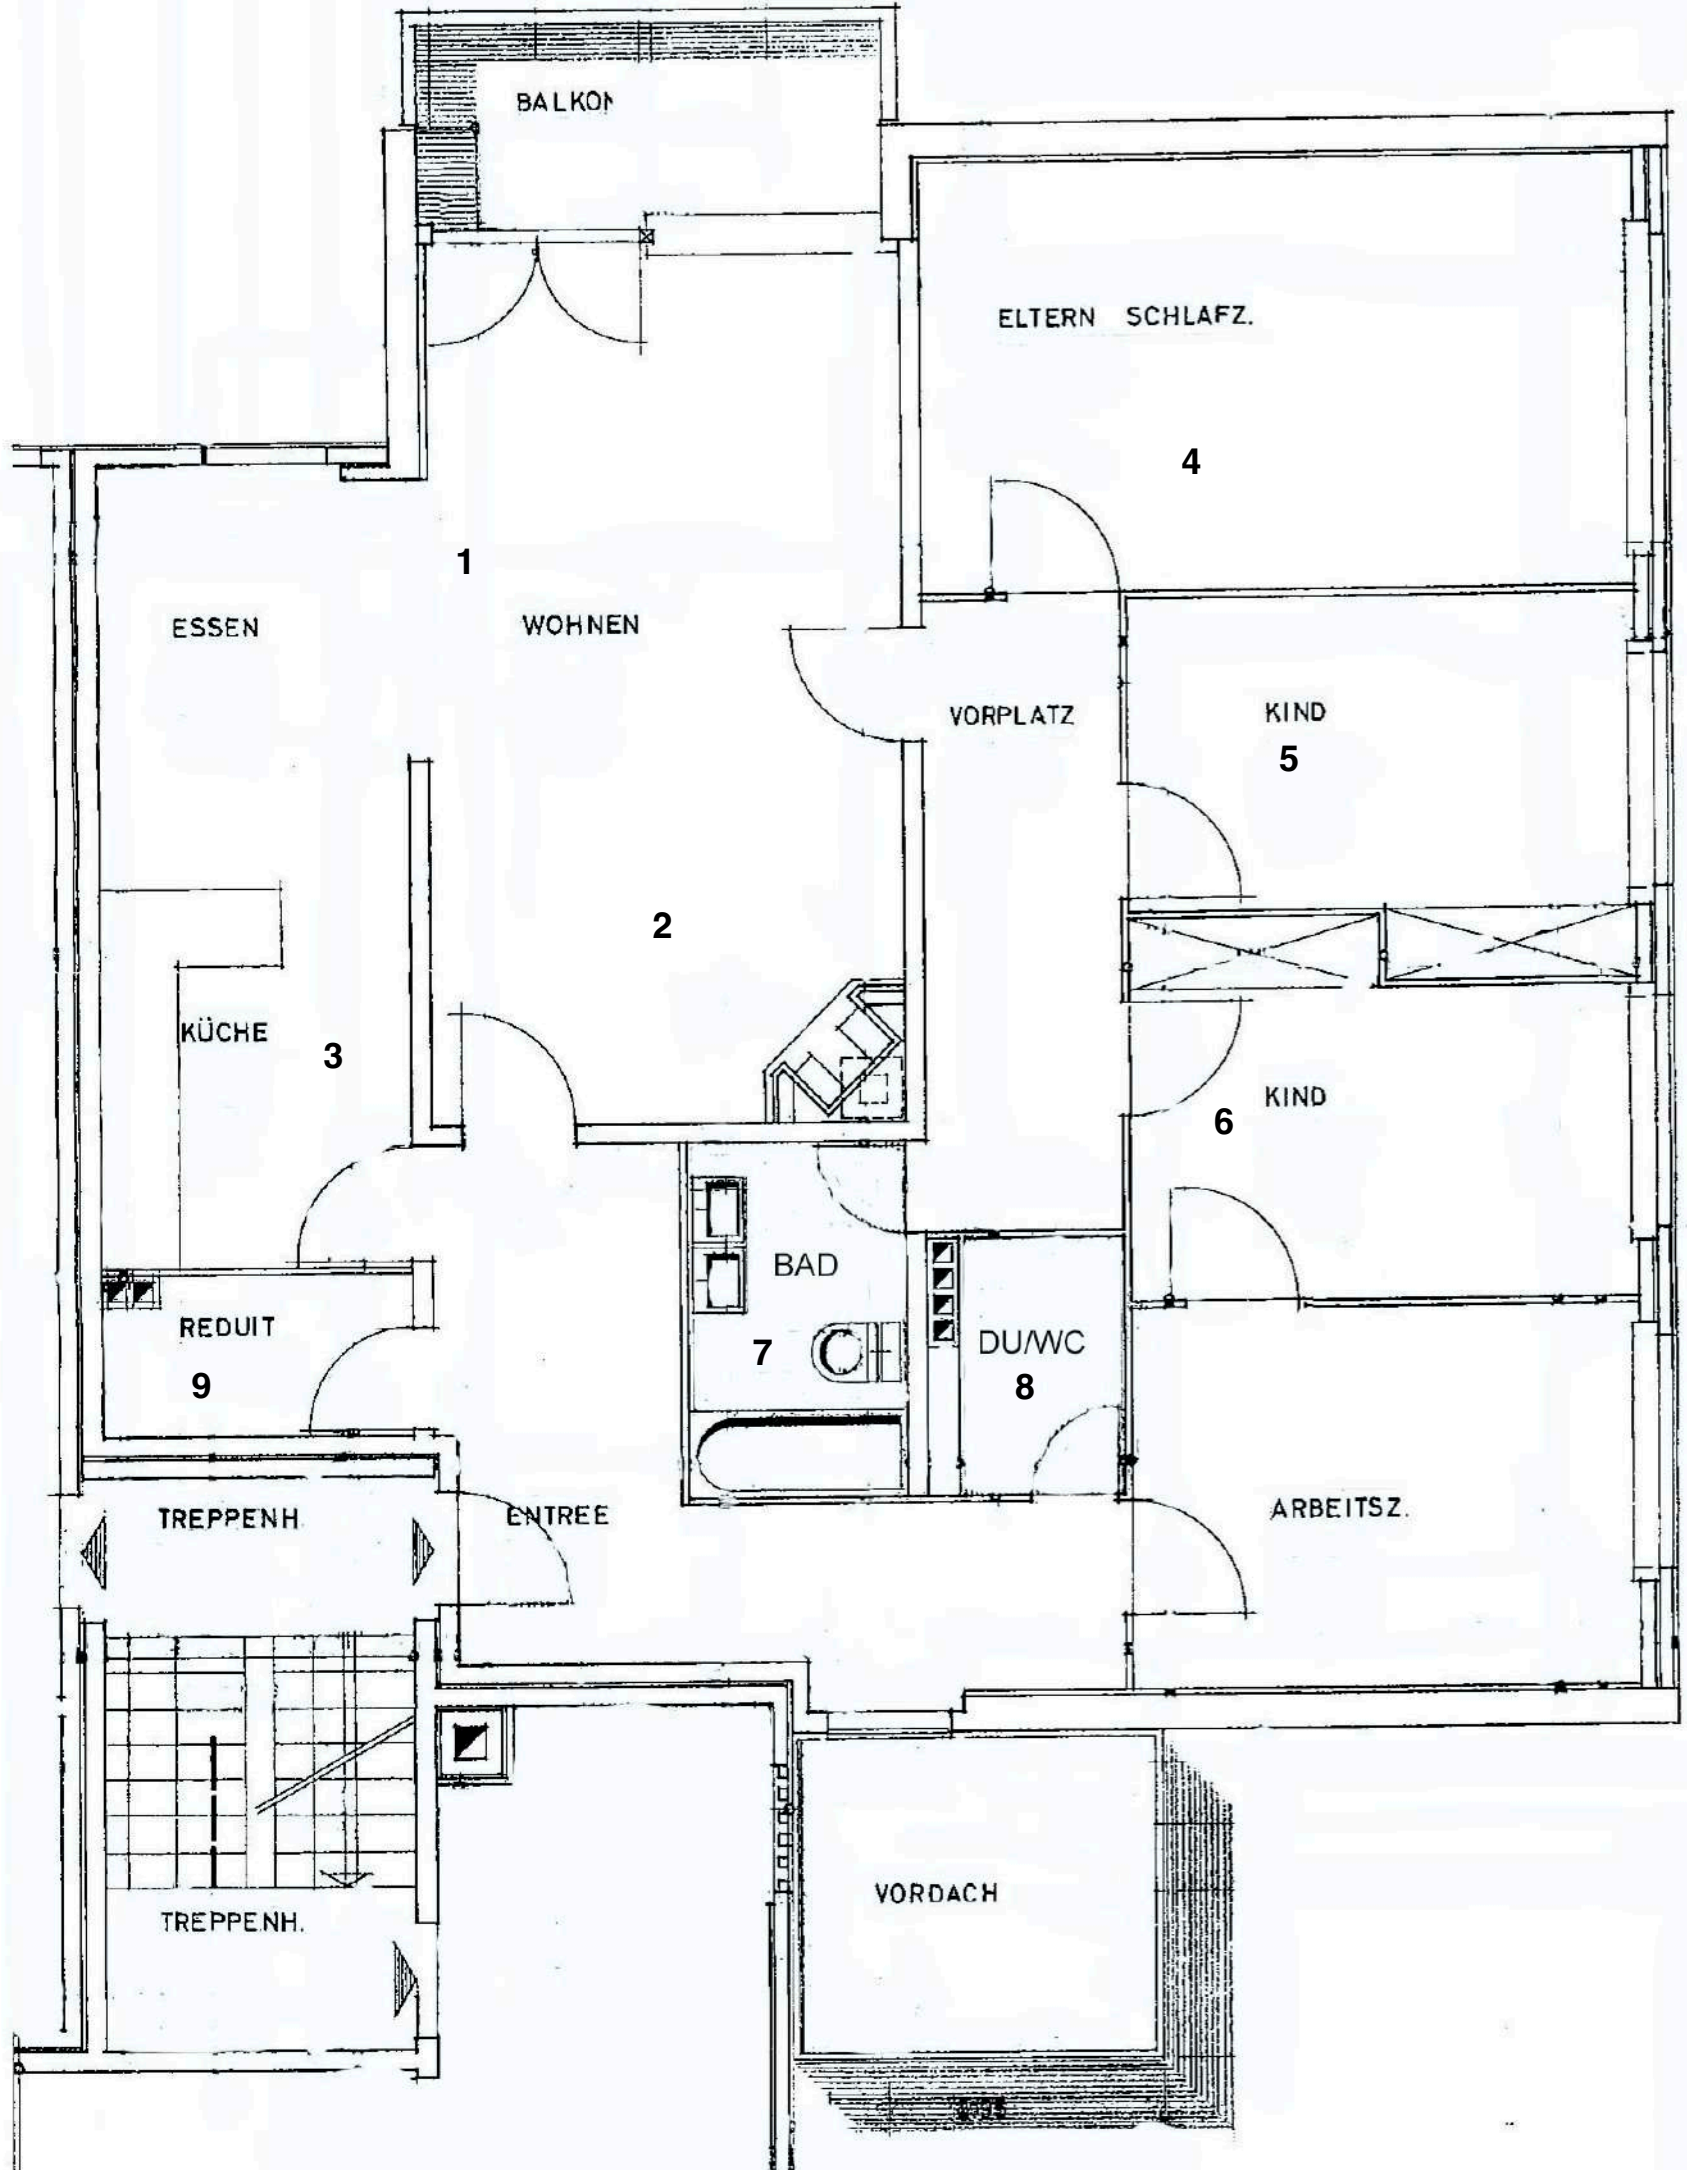 BALKON
ELTERN SCHLAFZ.
4
1
ESSEN
WOHNEN
VORPLATZ
KIND
5
2
KÜCHE
3
KIND
6
BAD
REDUIT
DU/WC
7
9
8
TREPPENH.
ENTREE
ARBEITSZ.
VORDACH
TREPPENH.